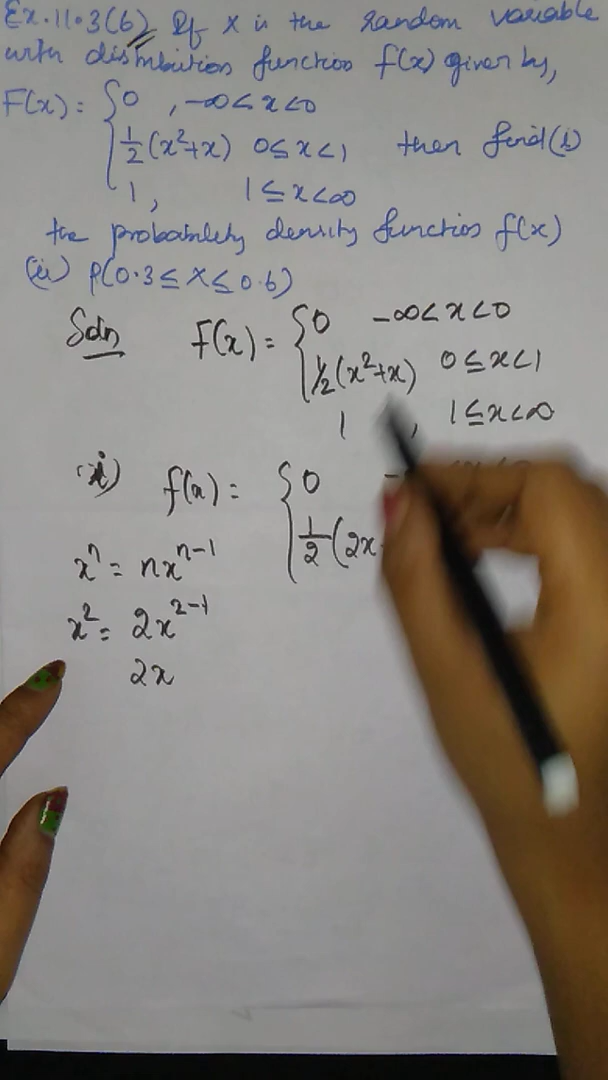 Ex.11.3(6) If X is the random variable
with distribution function f(x) given by,
F(x) = { 0 , -∞ < x < 0
1/2 (x²+x) 0 ≤ x < 1 then find (i)
1, 1 ≤ x < ∞
the probability density function f(x)
(ii) P(0.3 ≤ X ≤ 0.6)
Soln F(x) = { 0 -∞ < x < 0
1/2 (x²+x) 0 ≤ x < 1
1 , 1 ≤ x < ∞
(i) f(x) = { 0
1/2 (2x
xⁿ = nxⁿ⁻¹
x² = 2x²⁻¹
2x